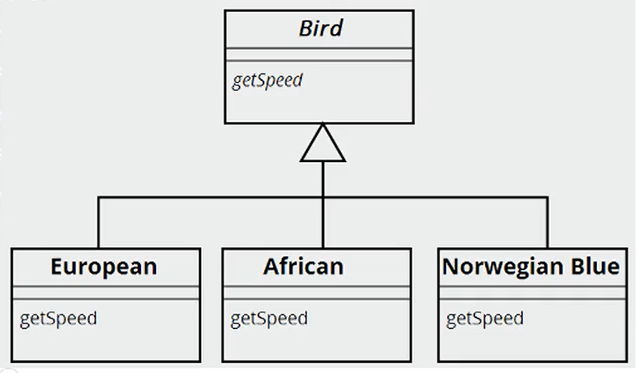 Bird
getSpeed
European
African
Norwegian Blue
getSpeed
getSpeed
getSpeed